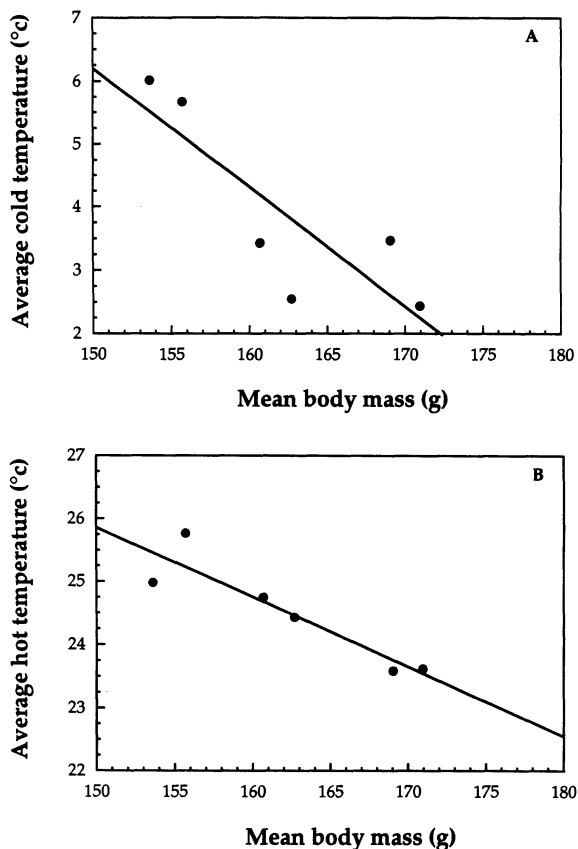 A
Average cold temperature (°c)
7
6
5
4
3
2
150 155 160 165 170 175 180
Mean body mass (g)
B
Average hot temperature (°c)
27
26
25
24
23
22
150 155 160 165 170 175 180
Mean body mass (g)